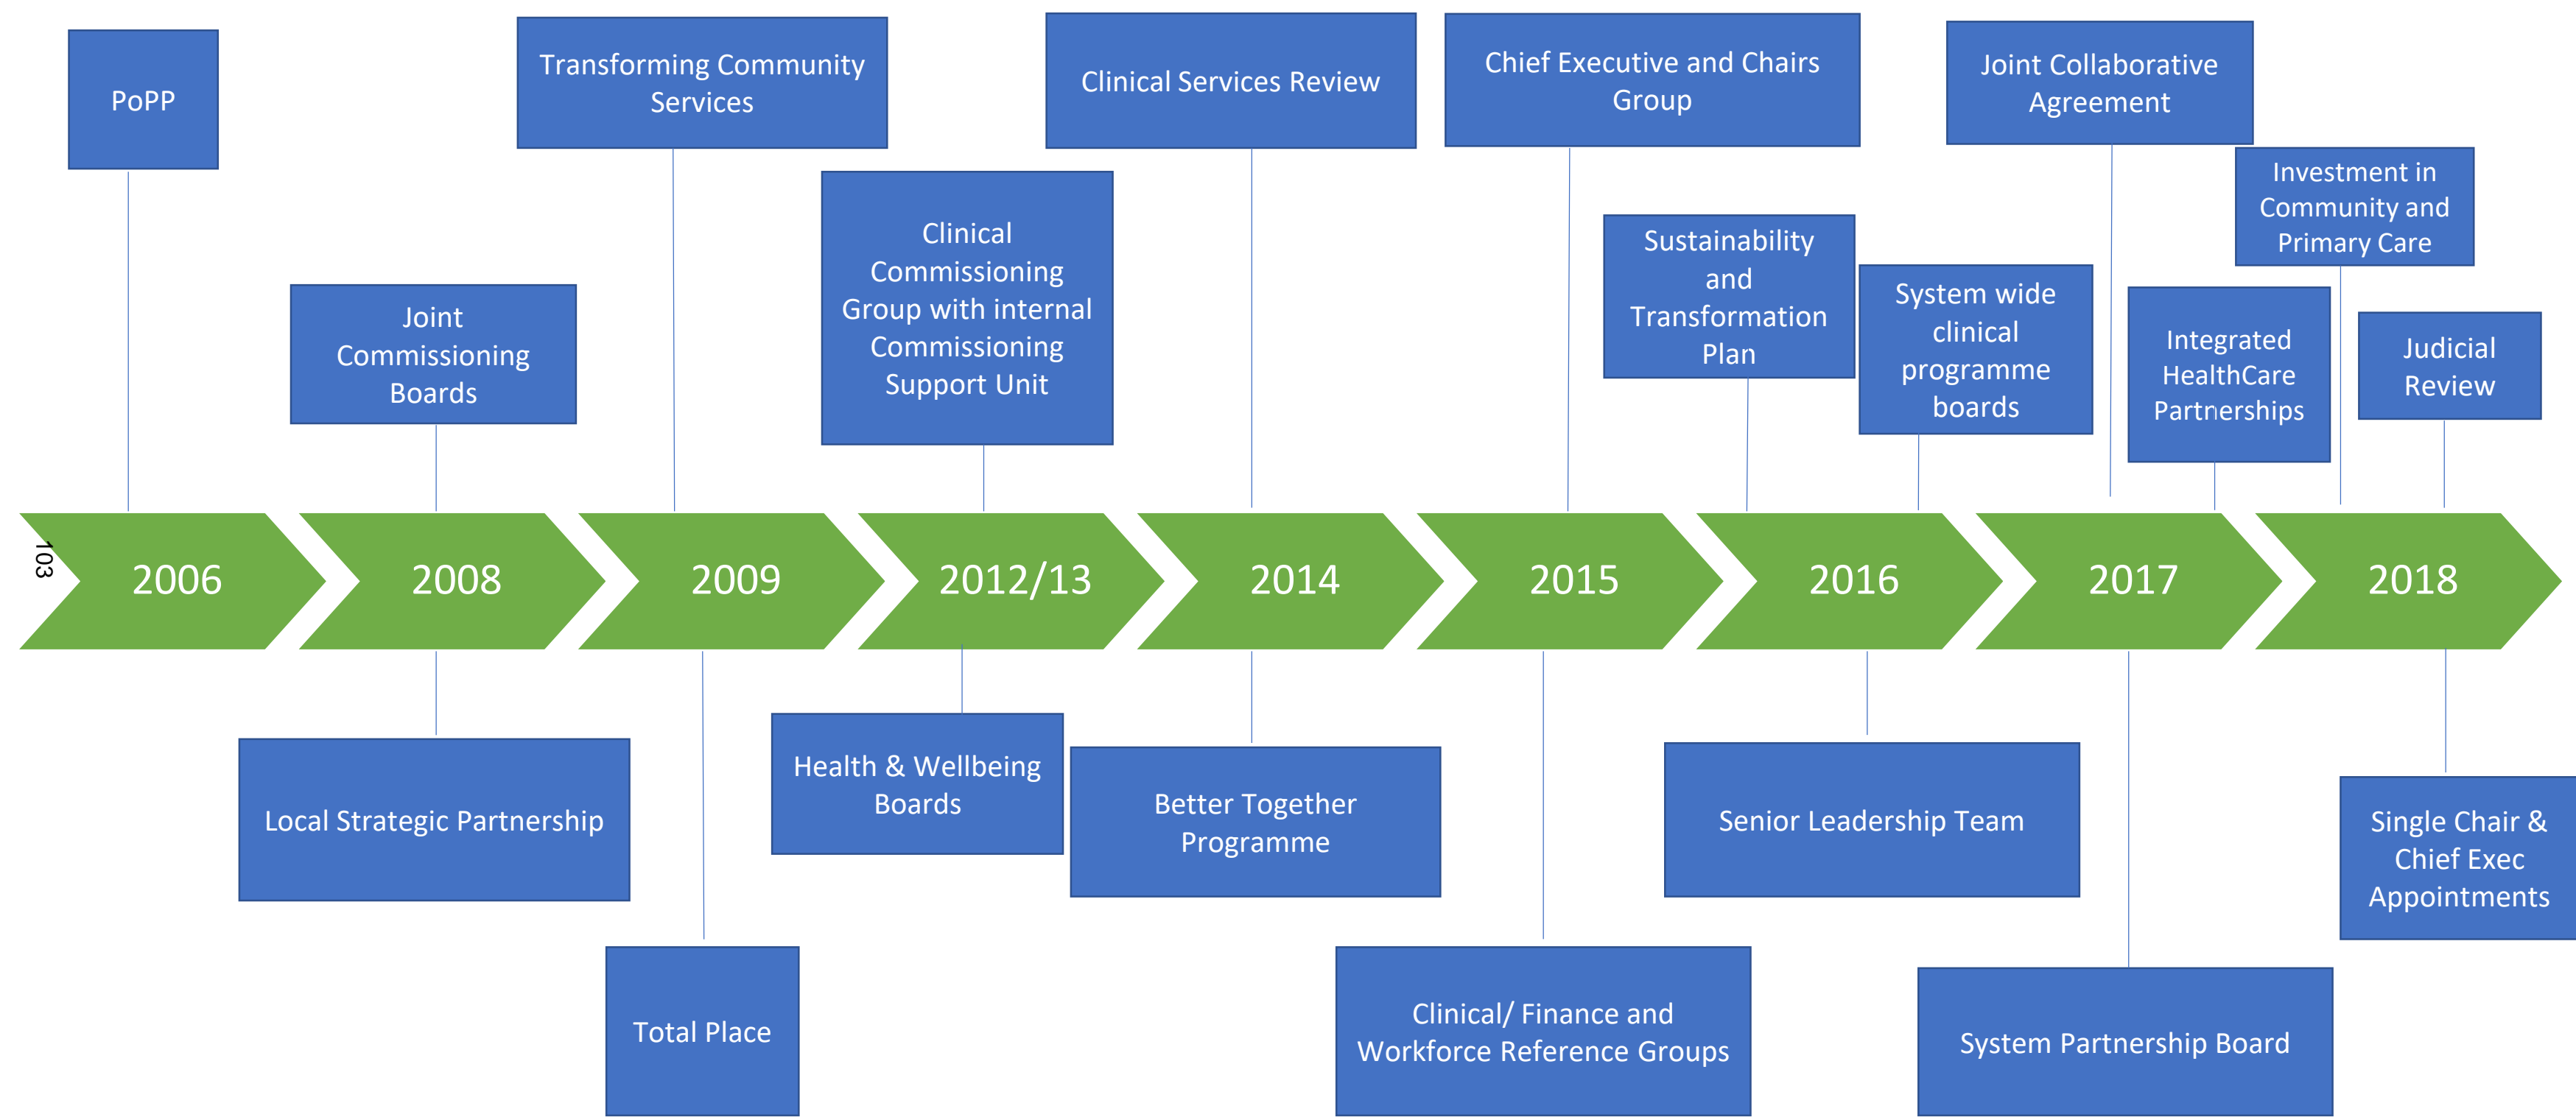 PoPP
Transforming Community
Services
Clinical Services Review
Chief Executive and Chairs
Group
Joint Collaborative
Agreement
Investment in
Community and
Primary Care
Clinical
Commissioning
Group with internal
Commissioning
Support Unit
Sustainability
and
Transformation
Plan
System wide
clinical
programme
boards
Joint
Commissioning
Boards
Integrated
HealthCare
Partnerships
Judicial
Review
103
2006
2008
2009
2012/13
2014
2015
2016
2017
2018
Local Strategic Partnership
Health & Wellbeing
Boards
Better Together
Programme
Senior Leadership Team
Single Chair &
Chief Exec
Appointments
Total Place
Clinical/ Finance and
Workforce Reference Groups
System Partnership Board